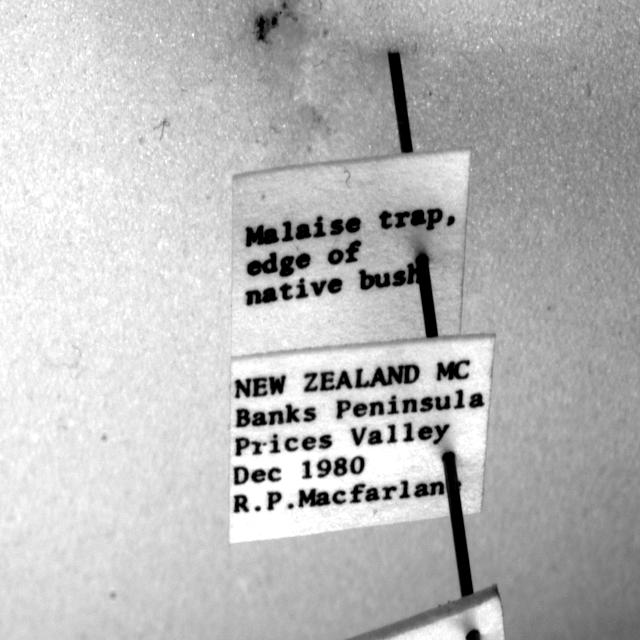 Malaise trap,
edge of
native bush
NEW ZEALAND MC
Banks Peninsula
Prices Valley
Dec 1980
R.P.Macfarlane